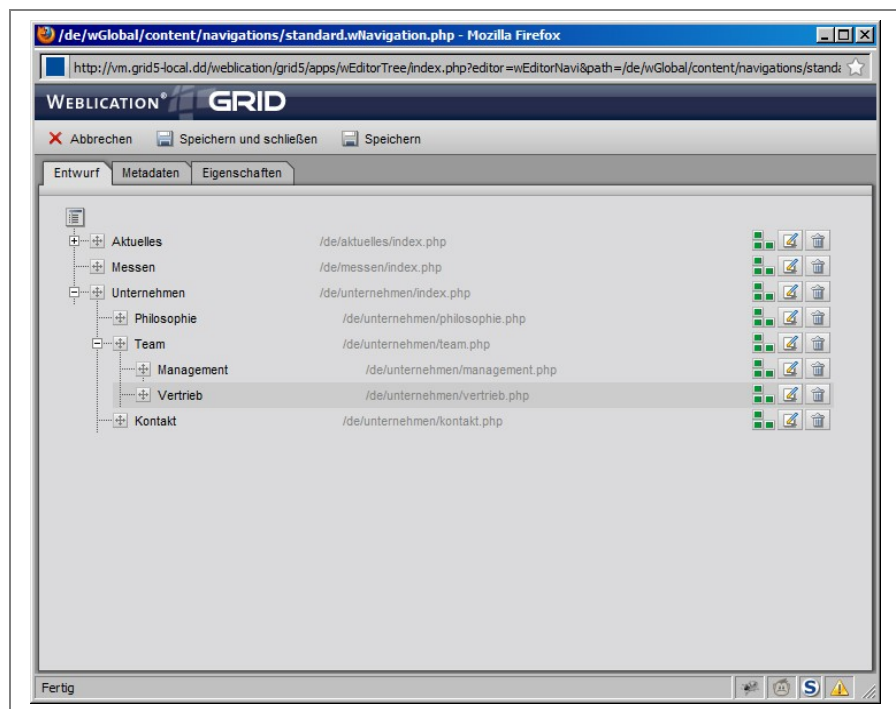 /de/wGlobal/content/navigations/standard.wNavigation.php - Mozilla Firefox
http://vm.grid5-local.dd/weblication/grid5/apps/wEditorTree/index.php?editor=wEditorNavi&path=/de/wGlobal/content/navigations/standa
WEBLICATION® GRID
Abbrechen Speichern und schließen Speichern
Entwurf Metadaten Eigenschaften
Aktuelles /de/aktuelles/index.php
Messen /de/messen/index.php
Unternehmen /de/unternehmen/index.php
Philosophie /de/unternehmen/philosophie.php
Team /de/unternehmen/team.php
Management /de/unternehmen/management.php
Vertrieb /de/unternehmen/vertrieb.php
Kontakt /de/unternehmen/kontakt.php
Fertig S